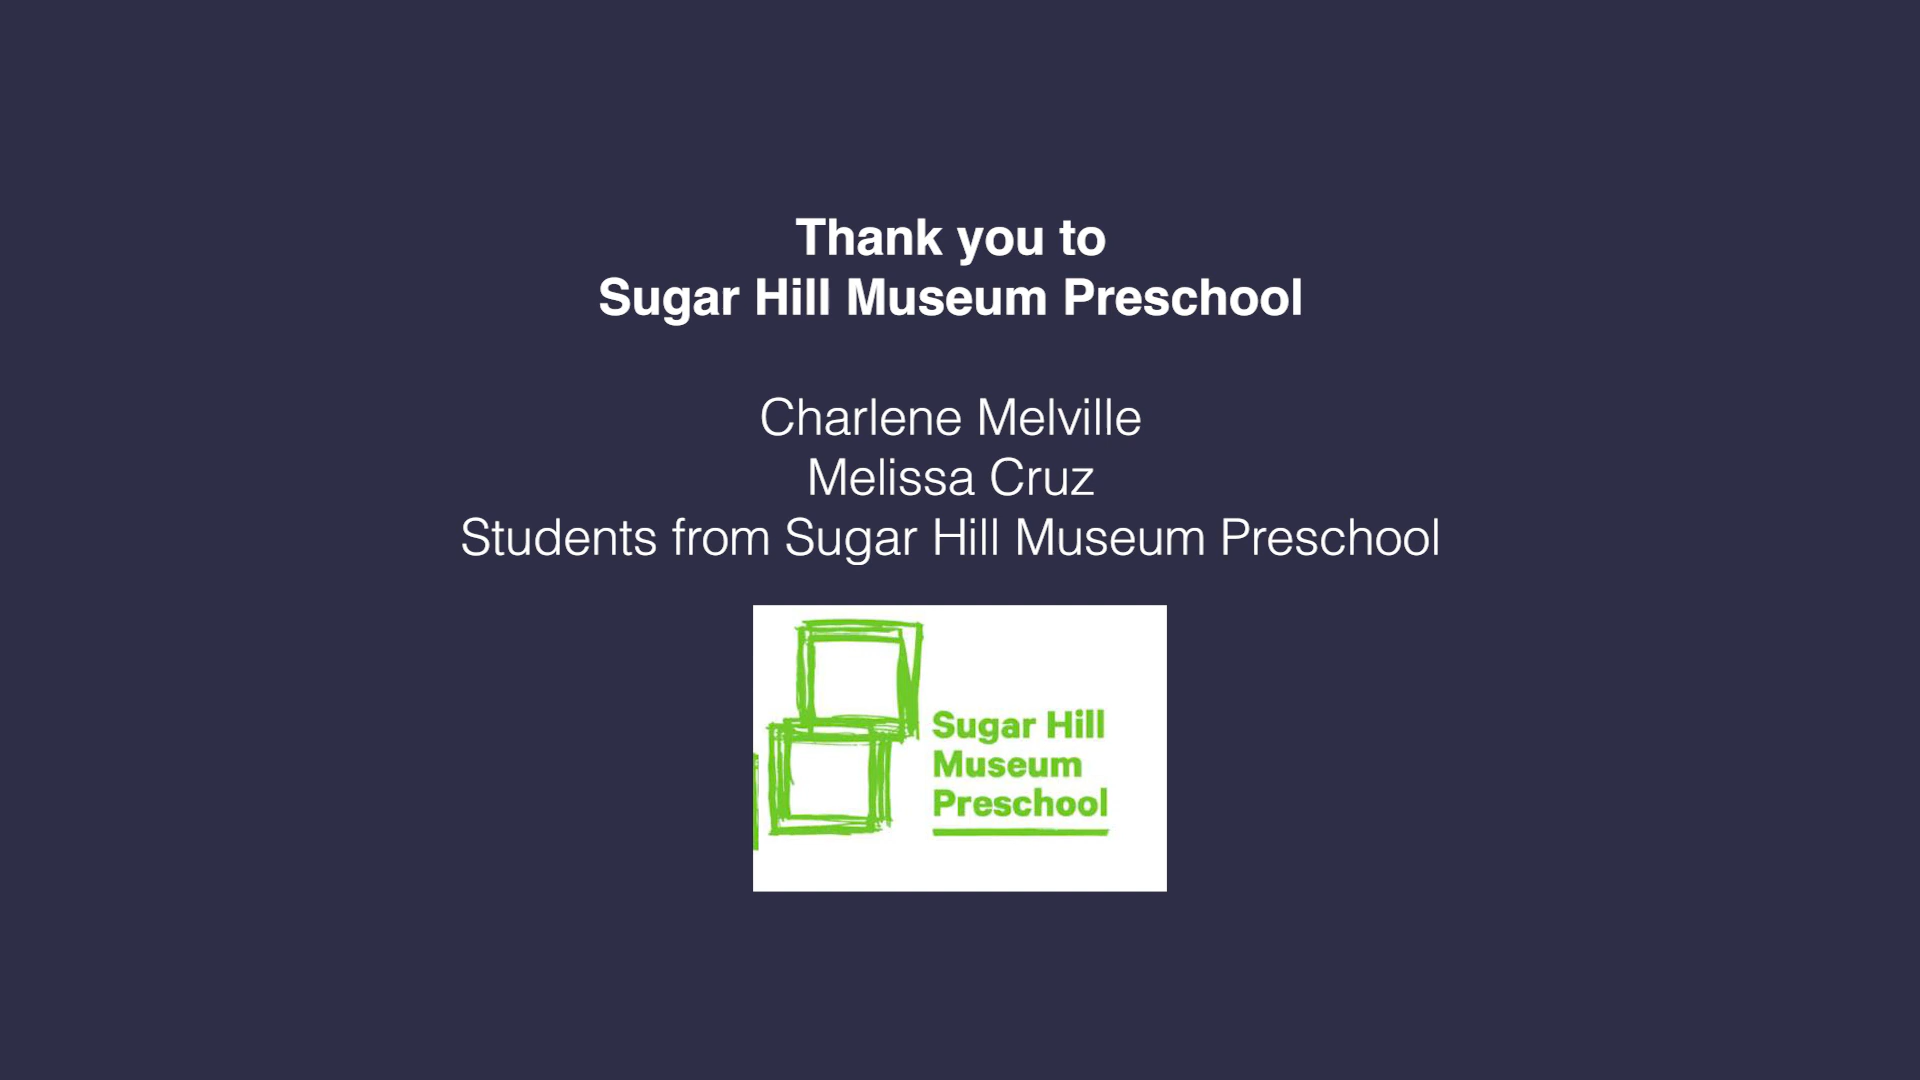 Thank you to
Sugar Hill Museum Preschool
Charlene Melville
Melissa Cruz
Students from Sugar Hill Museum Preschool
Sugar Hill
Museum
Preschool